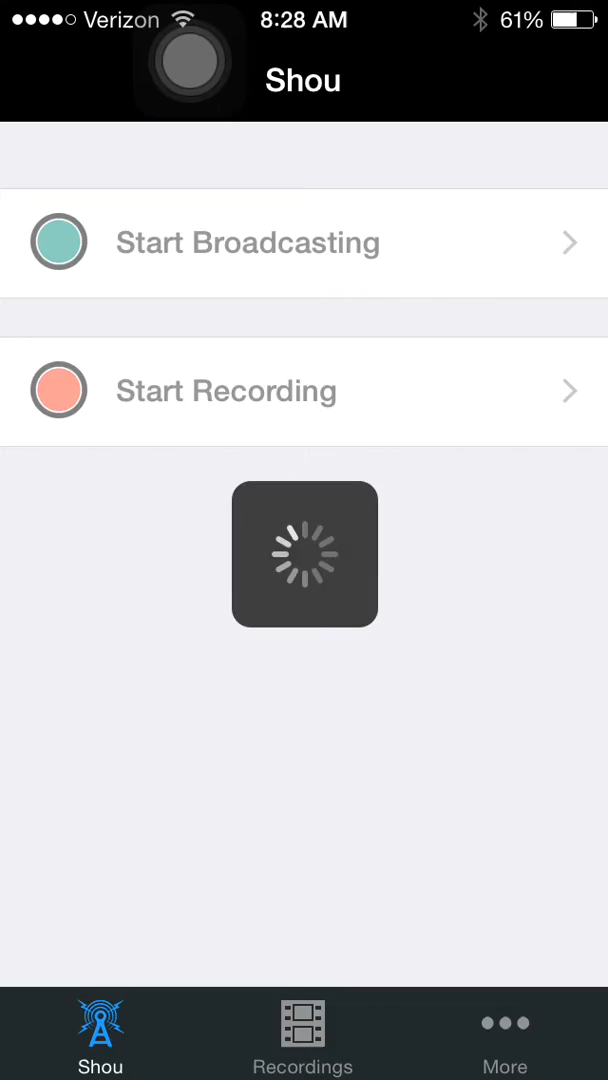 Verizon 8:28 AM 61%
Shou
Start Broadcasting
Start Recording
Shou Recordings More